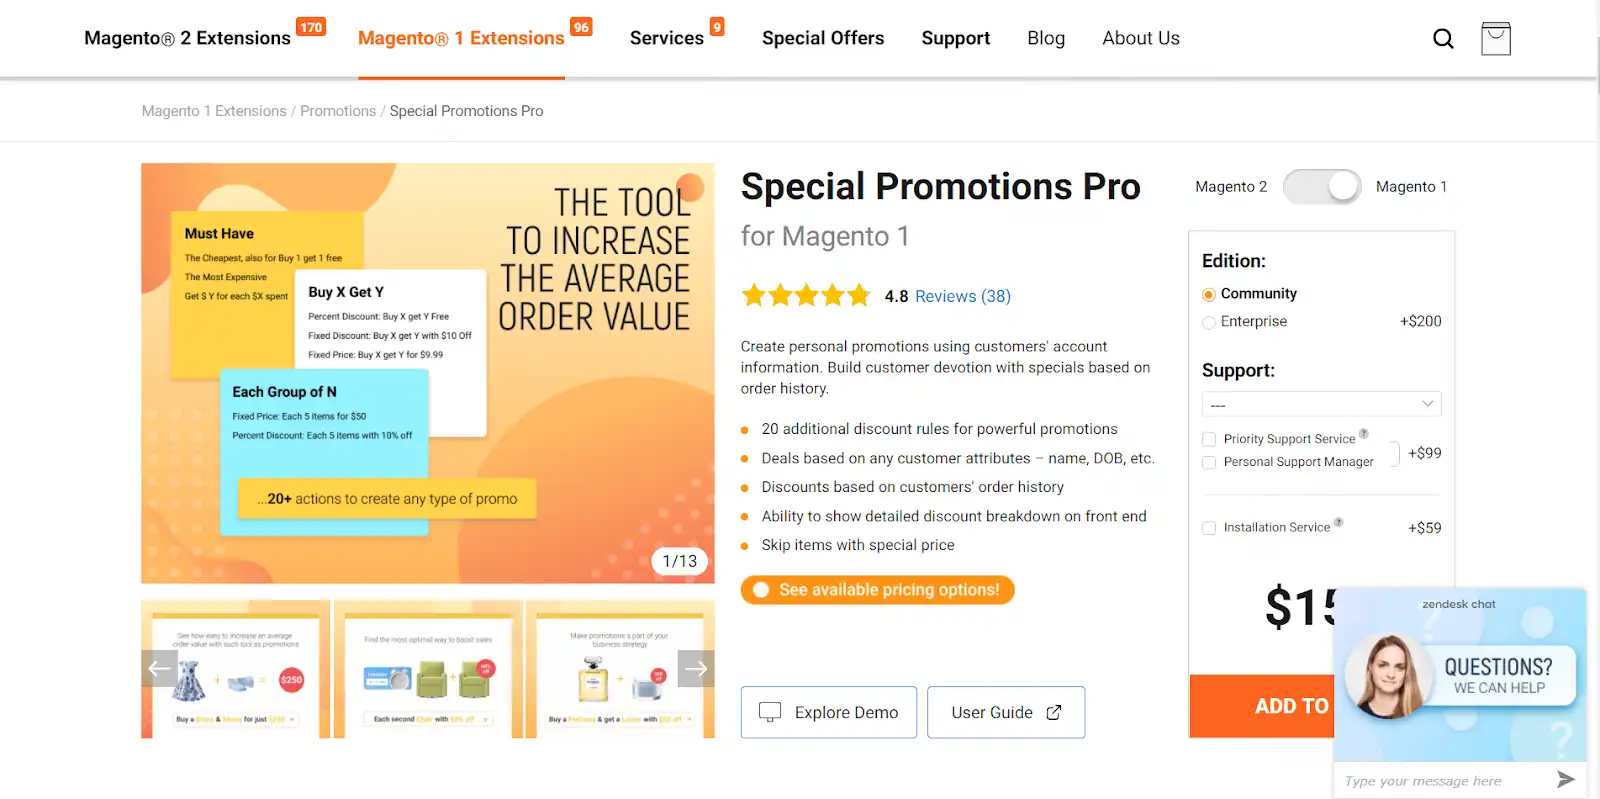 Magento® 2 Extensions 170
Magento® 1 Extensions 96
Services 9
Special Offers
Support
Blog
About Us
Magento 1 Extensions / Promotions / Special Promotions Pro
THE TOOL
TO INCREASE
THE AVERAGE
ORDER VALUE
Must Have
The Cheapest, also for Buy 1 get 1 free
The Most Expensive
Get $ Y for each $X spent
Buy X Get Y
Percent Discount: Buy X get Y Free
Fixed Discount: Buy X get Y with $10 Off
Fixed Price: Buy X get Y for $9.99
Each Group of N
Fixed Price: Each 5 items for $50
Percent Discount: Each 5 items with 10% off
...20+ actions to create any type of promo
1/13
See how easy to increase an average
order value with such tool as promotions
$250
Buy a Dress & Shoes for just $250
Find the most optimal way to boost sales
Each second Chair with 50% off
Make promotions a part of your
business strategy
Buy a Perfume & get a Lotion with $50 off
Special Promotions Pro
for Magento 1
4.8 Reviews (38)
Create personal promotions using customers' account
information. Build customer devotion with specials based on
order history.
20 additional discount rules for powerful promotions
Deals based on any customer attributes – name, DOB, etc.
Discounts based on customers' order history
Ability to show detailed discount breakdown on front end
Skip items with special price
See available pricing options!
Explore Demo
User Guide
Magento 2
Magento 1
Edition:
Community
Enterprise +$200
Support:
---
Priority Support Service ?
Personal Support Manager
+$99
Installation Service ? +$59
$15
ADD TO
zendesk chat
QUESTIONS?
WE CAN HELP
Type your message here